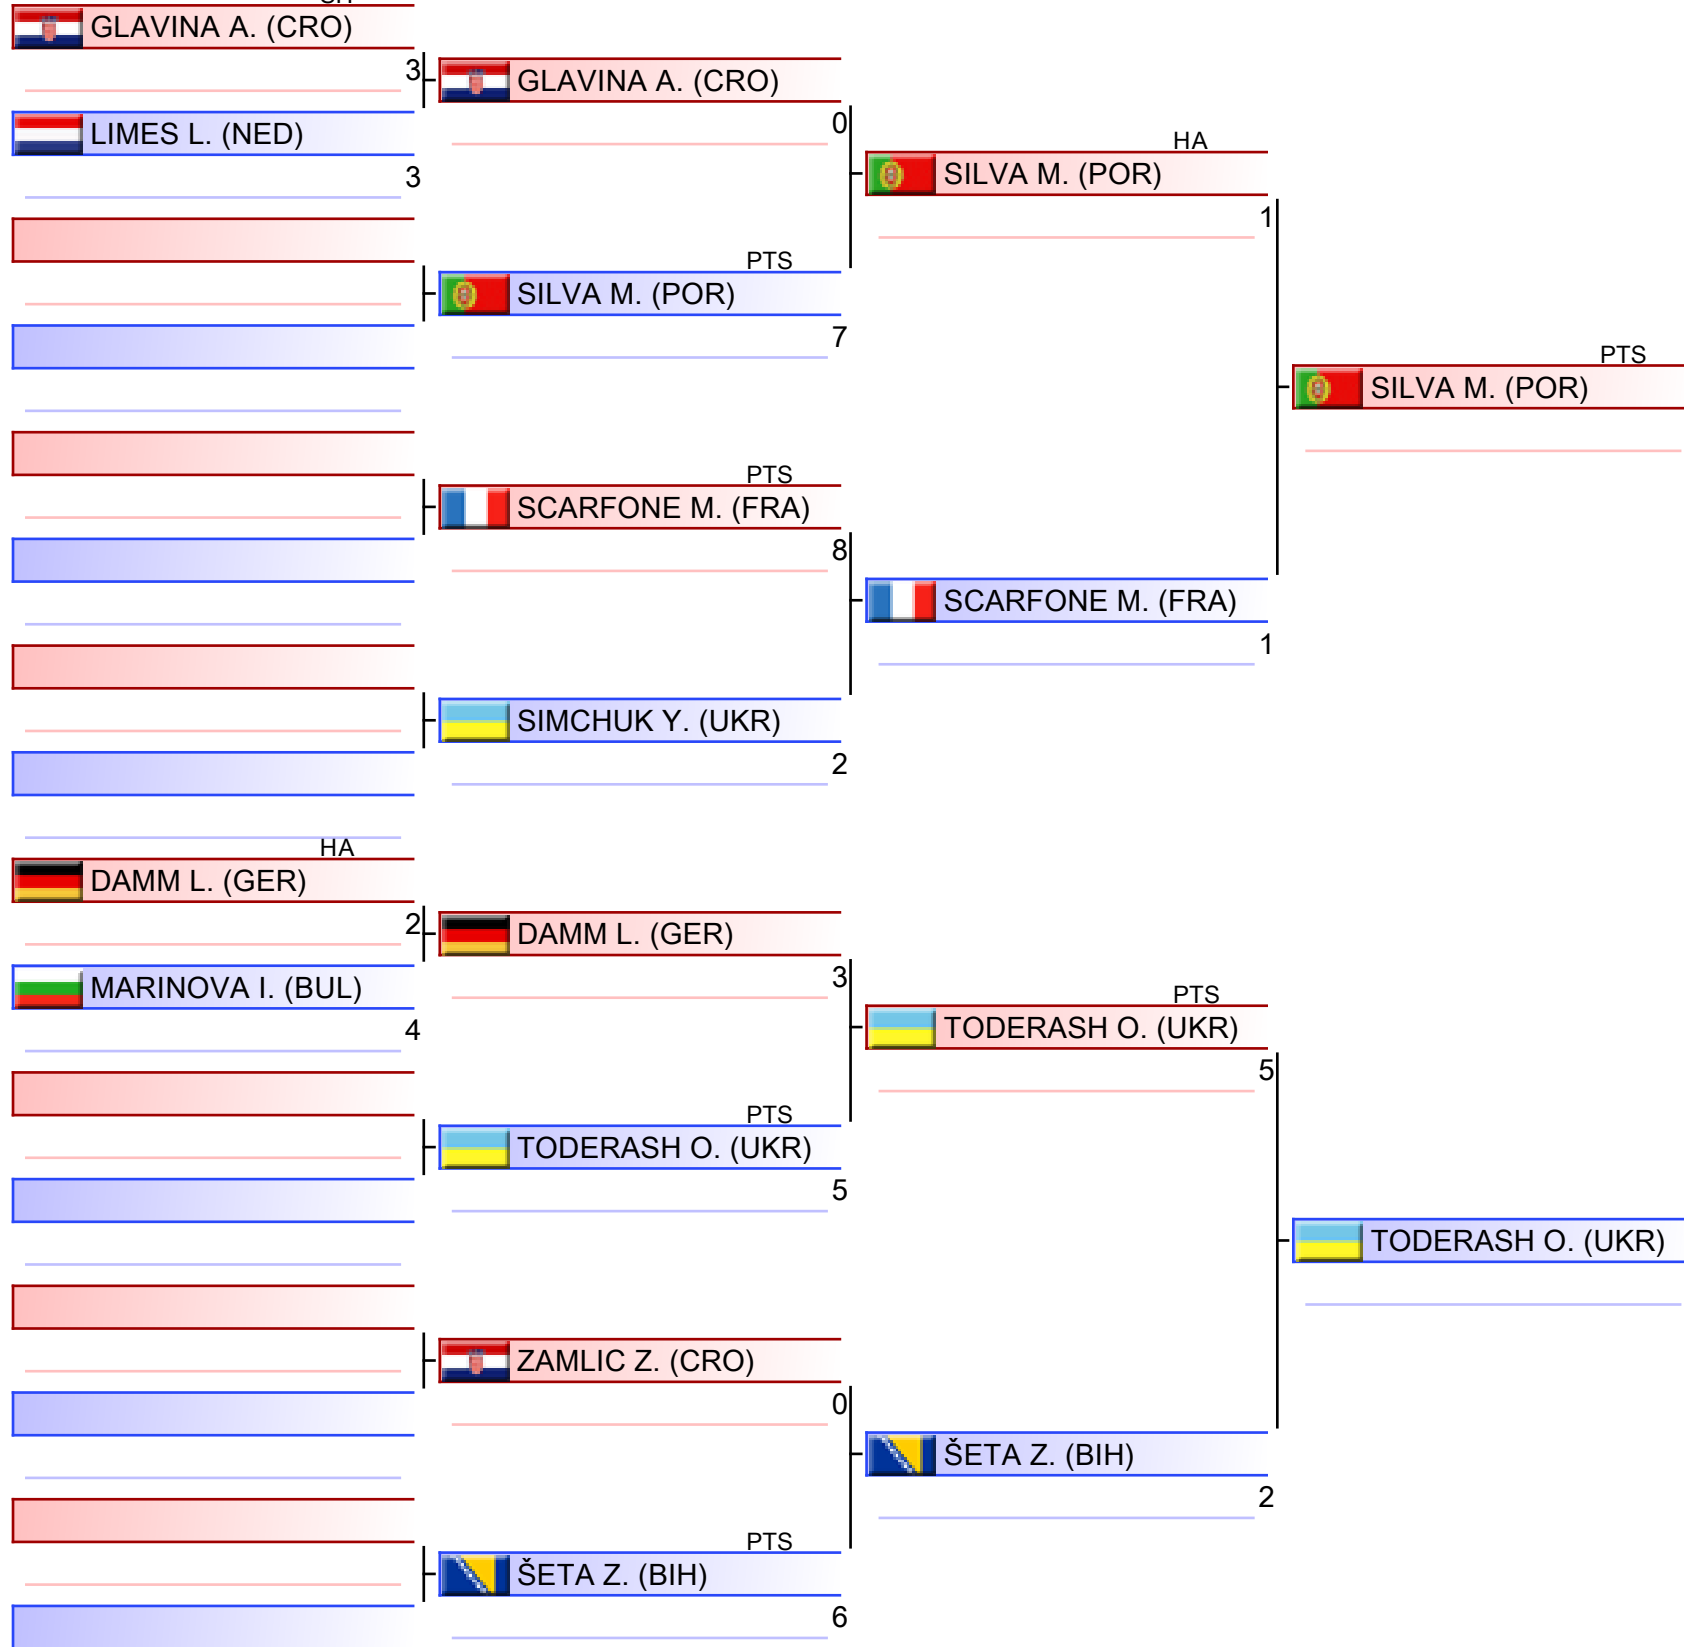 GLAVINA A. (CRO)
3
GLAVINA A. (CRO)
0
LIMES L. (NED)
3
HA
SILVA M. (POR)
1
PTS
SILVA M. (POR)
7
PTS
SILVA M. (POR)
PTS
SCARFONE M. (FRA)
8
SCARFONE M. (FRA)
1
SIMCHUK Y. (UKR)
2
HA
DAMM L. (GER)
2
DAMM L. (GER)
3
MARINOVA I. (BUL)
4
PTS
TODERASH O. (UKR)
5
PTS
TODERASH O. (UKR)
5
TODERASH O. (UKR)
ZAMLIC Z. (CRO)
0
ŠETA Z. (BIH)
2
PTS
ŠETA Z. (BIH)
6